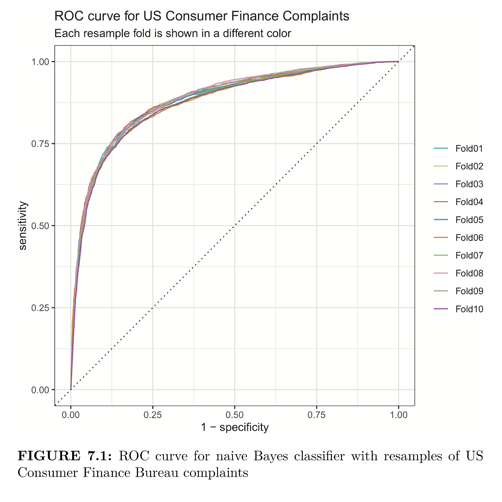 ROC curve for US Consumer Finance Complaints
Each resample fold is shown in a different color
1.00
0.75
0.50
0.25
0.00
sensitivity
0.00 0.25 0.50 0.75 1.00
1 − specificity
Fold01
Fold02
Fold03
Fold04
Fold05
Fold06
Fold07
Fold08
Fold09
Fold10
FIGURE 7.1: ROC curve for naive Bayes classifier with resamples of US
Consumer Finance Bureau complaints